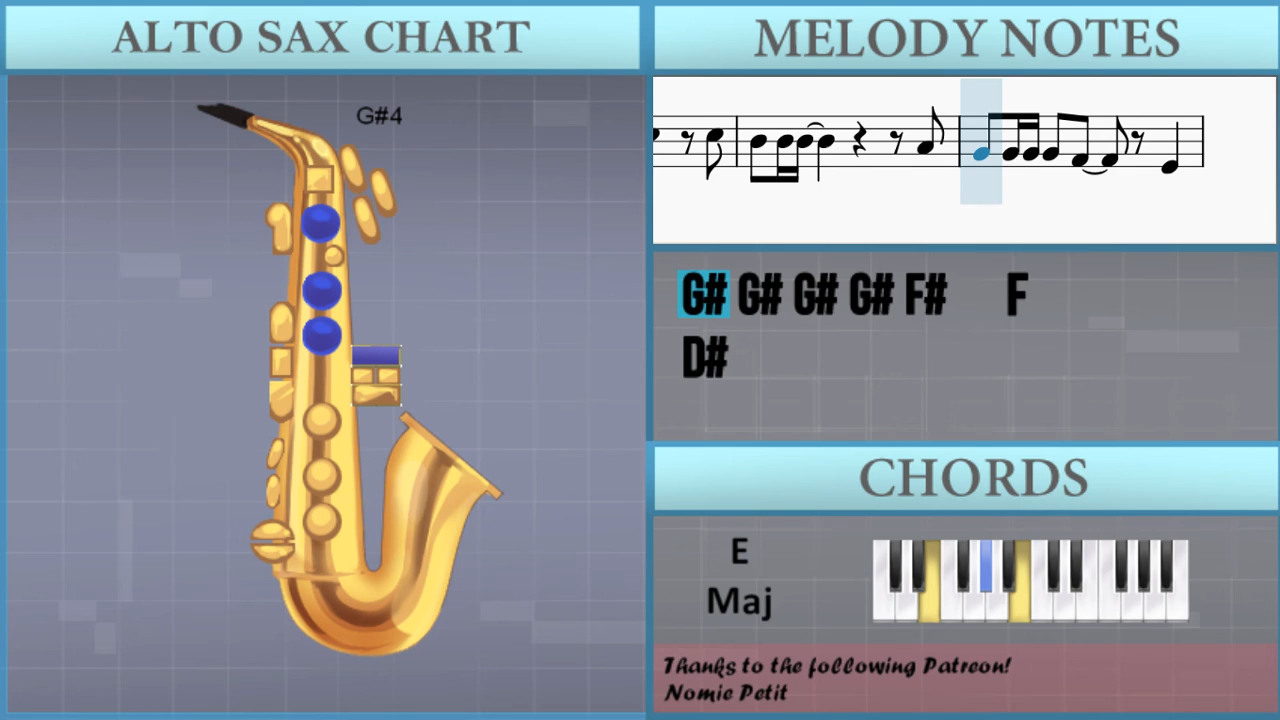 ALTO SAX CHART
G#4
MELODY NOTES
G# G# G# G# F# F
D#
CHORDS
E
Maj
Thanks to the following Patreon!
Nomie Petit